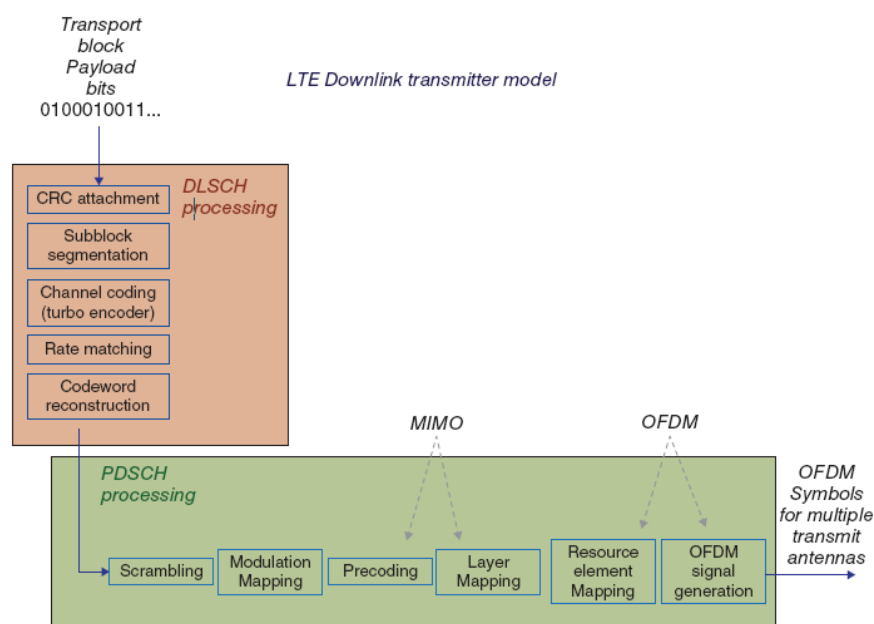 Transport
block
Payload
bits
0100010011...
LTE Downlink transmitter model
DLSCH
processing
CRC attachment
Subblock
segmentation
Channel coding
(turbo encoder)
Rate matching
Codeword
reconstruction
MIMO
OFDM
PDSCH
processing
OFDM
Symbols
for multiple
transmit
antennas
Scrambling
Modulation
Mapping
Precoding
Layer
Mapping
Resource
element
Mapping
OFDM
signal
generation